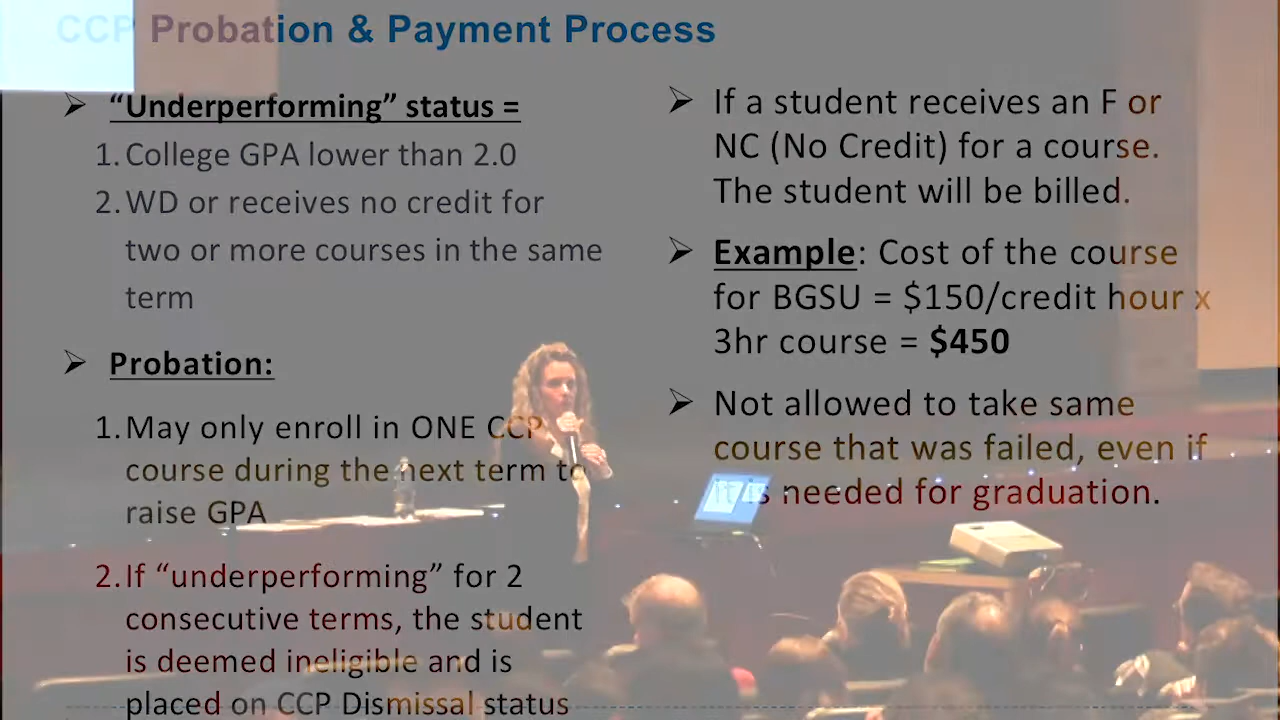 CCP Probation & Payment Process
➢ “Underperforming” status =
1. College GPA lower than 2.0
2. WD or receives no credit for
two or more courses in the same
term
➢ Probation:
1. May only enroll in ONE CCP
course during the next term to
raise GPA
2. If “underperforming” for 2
consecutive terms, the student
is deemed ineligible and is
placed on CCP Dismissal status
➢ If a student receives an F or
NC (No Credit) for a course.
The student will be billed.
➢ Example: Cost of the course
for BGSU = $150/credit hour x
3hr course = $450
➢ Not allowed to take same
course that was failed, even if
it is needed for graduation.